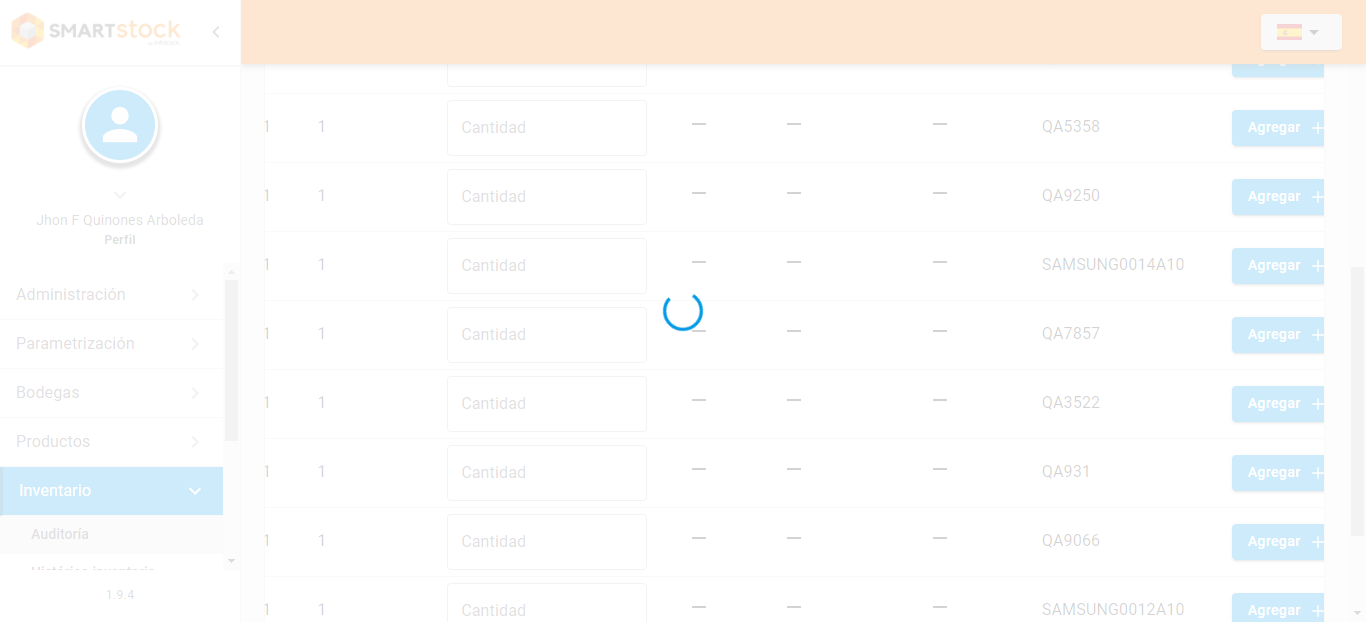 SMARTstock
Jhon F Quinones Arboleda
Perfil
Administración
Parametrización
Bodegas
Productos
Inventario
Auditoría
Histórico inventario
1.9.4
1 1 Cantidad — — — QA5358 Agregar +
1 1 Cantidad — — — QA9250 Agregar +
1 1 Cantidad — — — SAMSUNG0014A10 Agregar +
1 1 Cantidad — — — QA7857 Agregar +
1 1 Cantidad — — — QA3522 Agregar +
1 1 Cantidad — — — QA931 Agregar +
1 1 Cantidad — — — QA9066 Agregar +
1 1 Cantidad — — — SAMSUNG0012A10 Agregar +